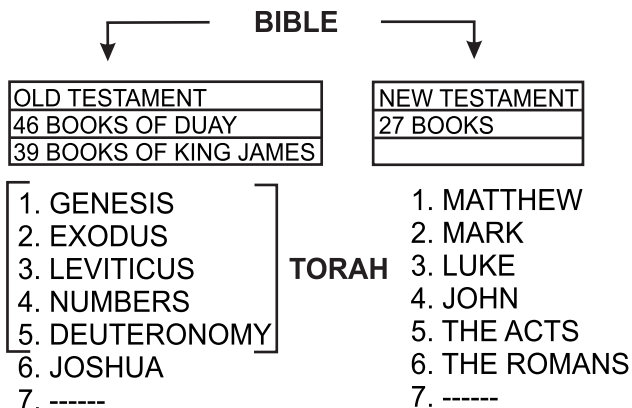 BIBLE
OLD TESTAMENT
46 BOOKS OF DUAY
39 BOOKS OF KING JAMES
1. GENESIS
2. EXODUS
3. LEVITICUS
4. NUMBERS
5. DEUTERONOMY
6. JOSHUA
7. ------
TORAH
NEW TESTAMENT
27 BOOKS
1. MATTHEW
2. MARK
3. LUKE
4. JOHN
5. THE ACTS
6. THE ROMANS
7. ------